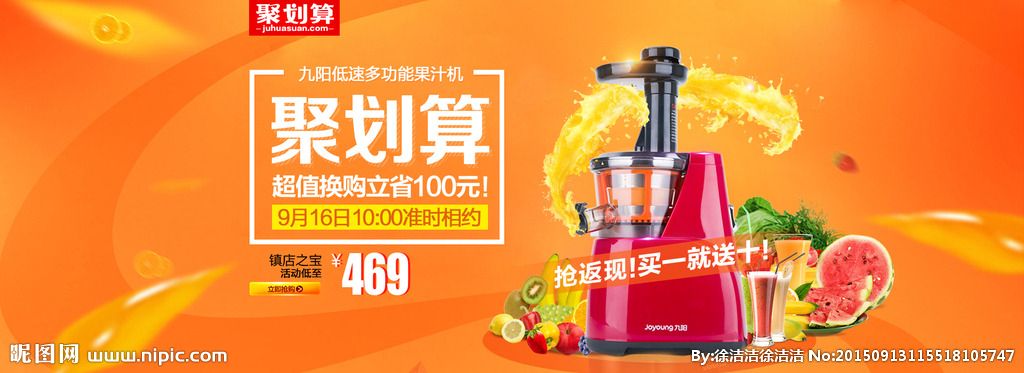 聚划算
juhuasuan.com
九阳低速多功能果汁机
聚划算
超值换购立省100元!
9月16日10:00准时相约
镇店之宝
活动低至
¥469
立即抢购
抢返现!买一就送十!
Joyoung九阳
昵图网 www.nipic.com
By:徐洁洁徐洁洁 No:20150913115518105747